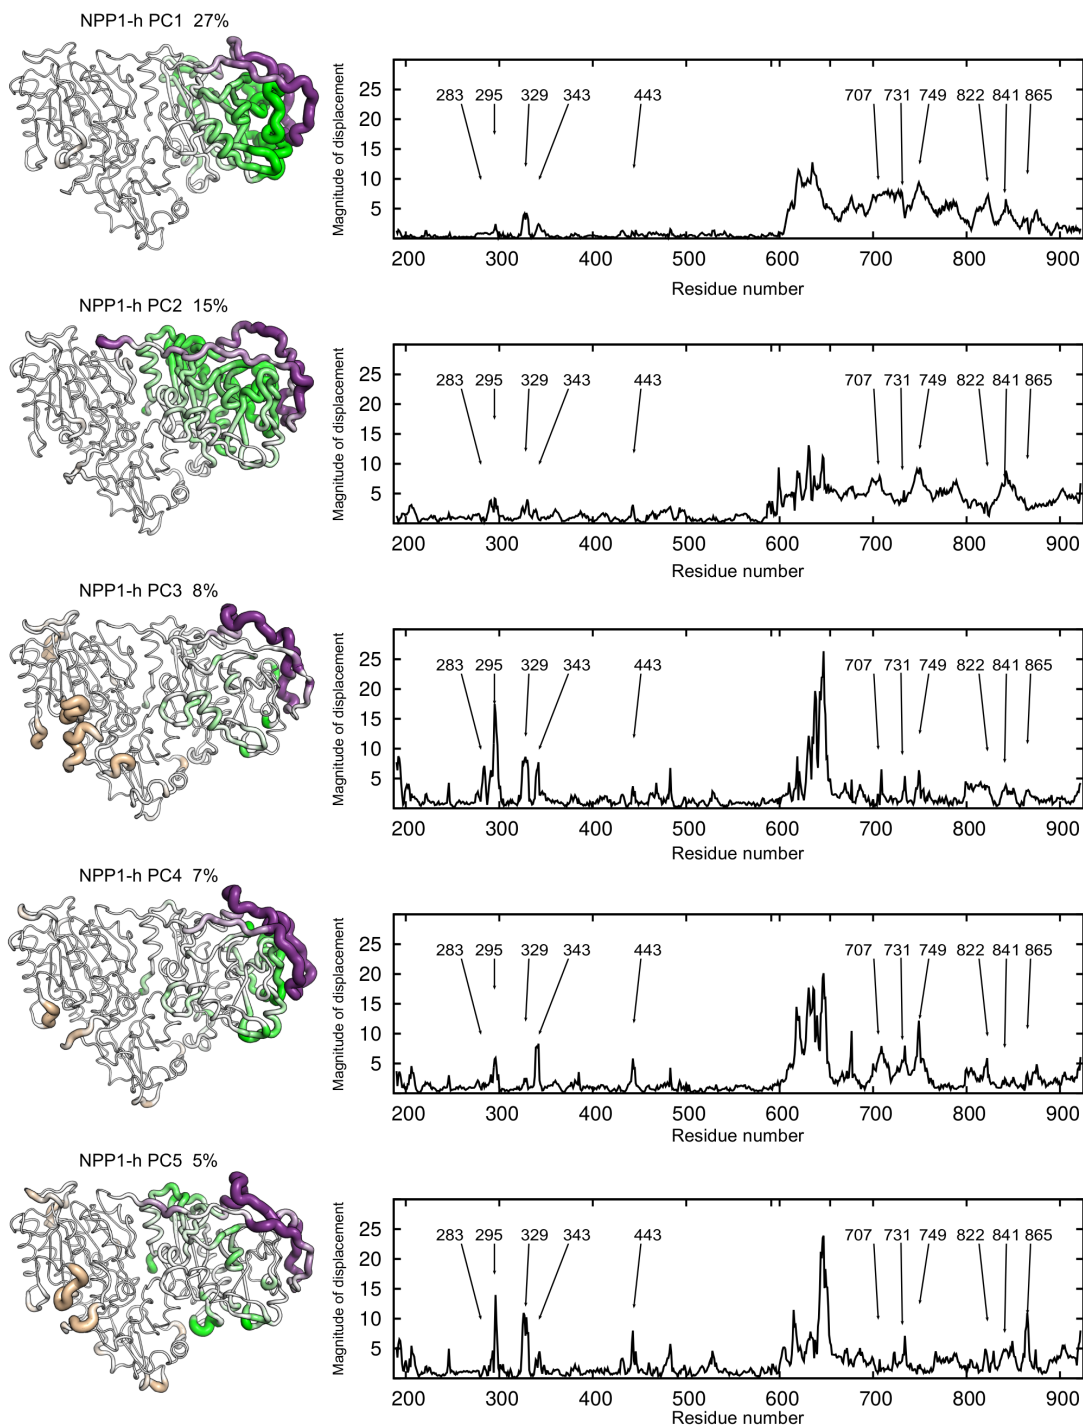 NPP1-h PC1 27%
Magnitude of displacement
25
20
15
10
5
283 295 329 343 443 707 731 749 822 841 865
200 300 400 500 600 700 800 900
Residue number
NPP1-h PC2 15%
Magnitude of displacement
25
20
15
10
5
283 295 329 343 443 707 731 749 822 841 865
200 300 400 500 600 700 800 900
Residue number
NPP1-h PC3 8%
Magnitude of displacement
25
20
15
10
5
283 295 329 343 443 707 731 749 822 841 865
200 300 400 500 600 700 800 900
Residue number
NPP1-h PC4 7%
Magnitude of displacement
25
20
15
10
5
283 295 329 343 443 707 731 749 822 841 865
200 300 400 500 600 700 800 900
Residue number
NPP1-h PC5 5%
Magnitude of displacement
25
20
15
10
5
283 295 329 343 443 707 731 749 822 841 865
200 300 400 500 600 700 800 900
Residue number